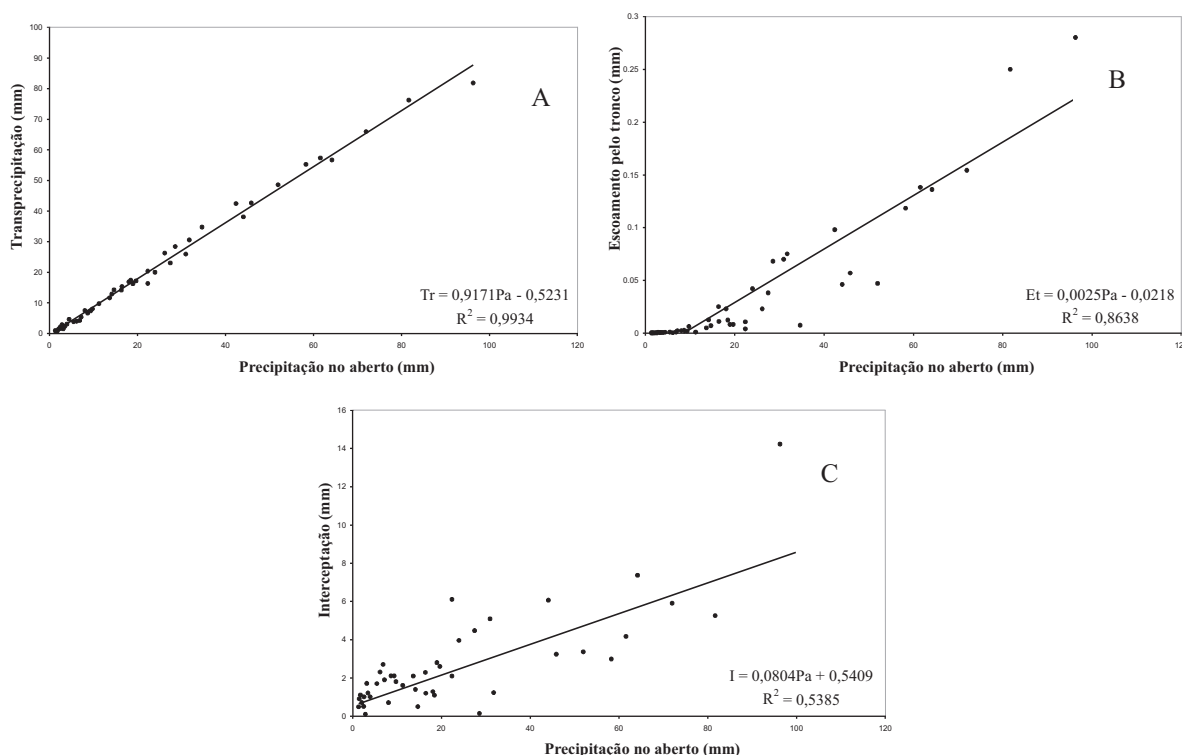 100
90
80
70
60
50
40
30
20
10
0
Transprecipitação (mm)
A
Tr = 0,9171Pa - 0,5231
R² = 0,9934
0 20 40 60 80 100 120
Precipitação no aberto (mm)
0.3
0.25
0.2
0.15
0.1
0.05
0
Escoamento pelo tronco (mm)
B
Et = 0,0025Pa - 0,0218
R² = 0,8638
0 20 40 60 80 100 120
Precipitação no aberto (mm)
16
14
12
10
8
6
4
2
0
Interceptação (mm)
C
I = 0,0804Pa + 0,5409
R² = 0,5385
0 20 40 60 80 100 120
Precipitação no aberto (mm)